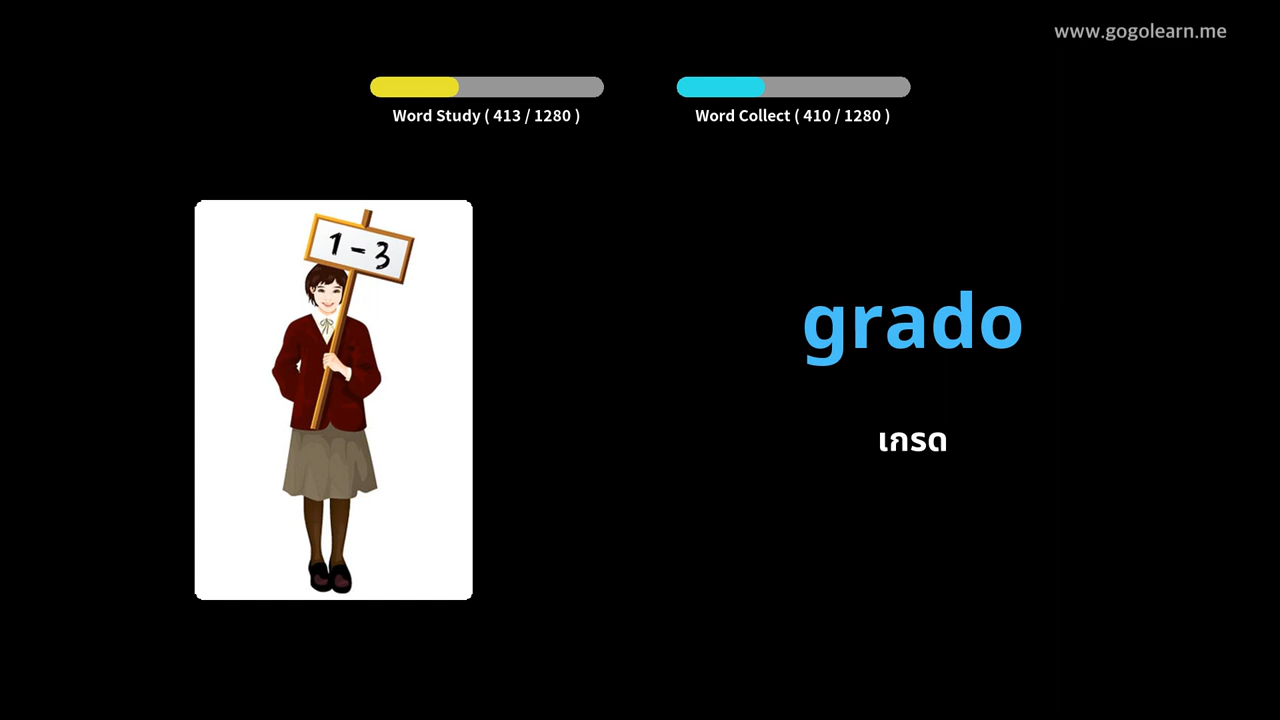 www.gogolearn.me
Word Study ( 413 / 1280 )
Word Collect ( 410 / 1280 )
1 - 3
grado
เกรด